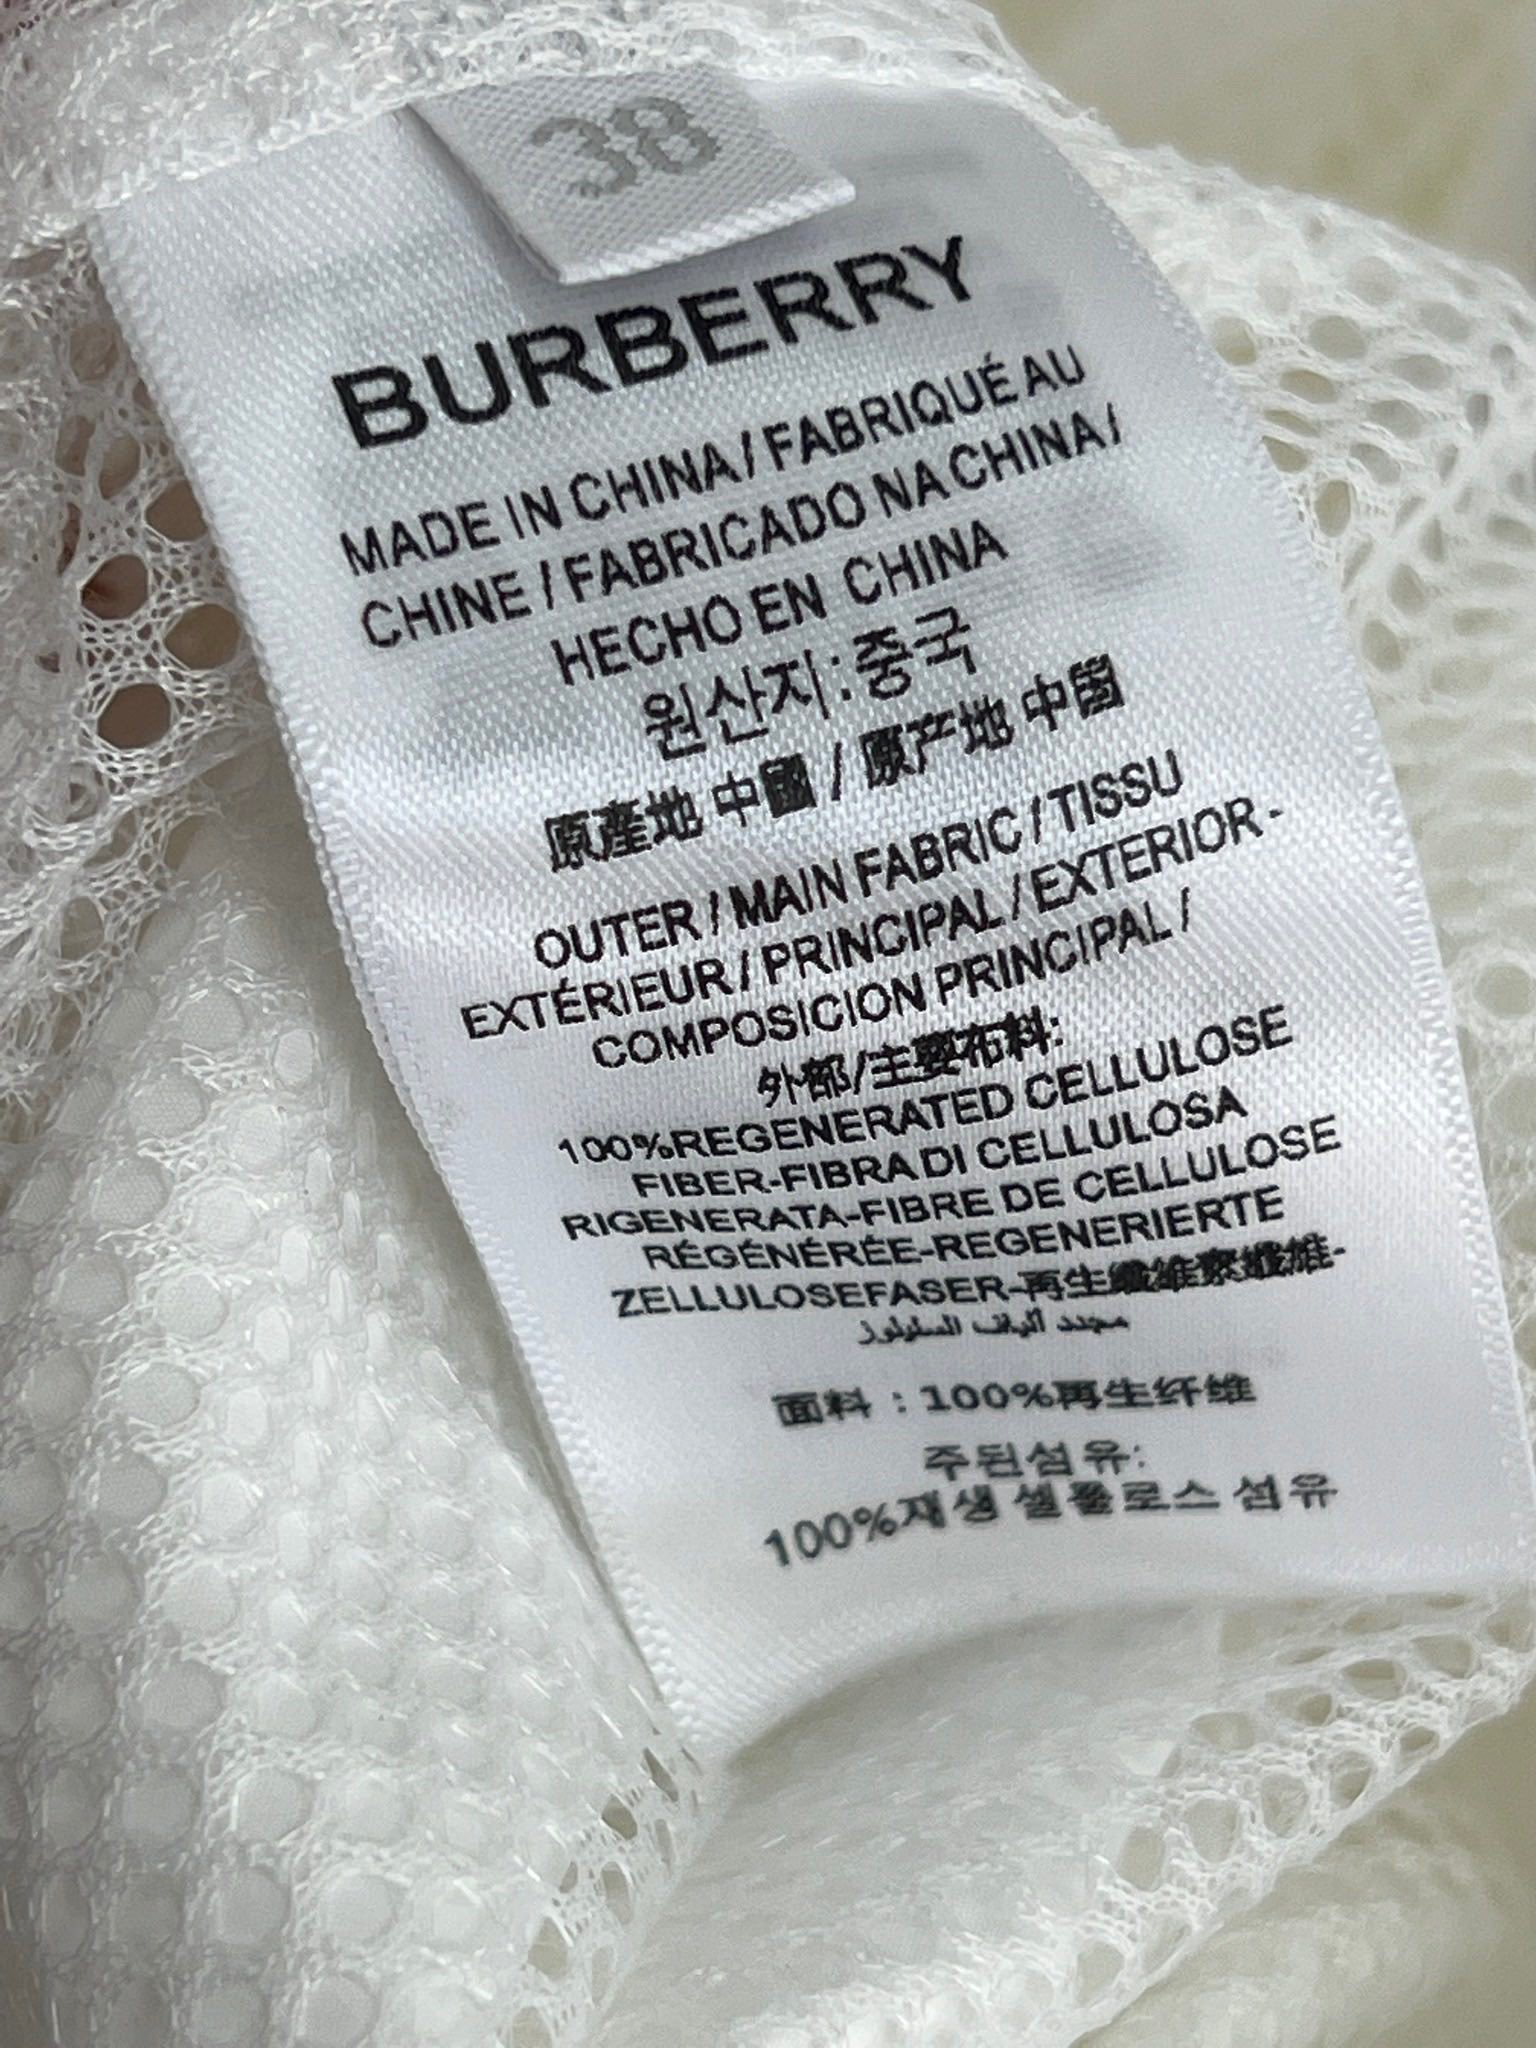 38
BURBERRY
MADE IN CHINA / FABRIQUÉ AU
CHINE / FABRICADO NA CHINA /
HECHO EN CHINA
원산지:중국
原產地 中國 / 原产地 中国
OUTER / MAIN FABRIC / TISSU
EXTÉRIEUR / PRINCIPAL / EXTERIOR -
COMPOSICION PRINCIPAL /
外部/主要布料:
100%REGENERATED CELLULOSE
FIBER-FIBRA DI CELLULOSA
RIGENERATA-FIBRE DE CELLULOSE
RÉGÉNÉRÉE-REGENERIERTE
ZELLULOSEFASER-再生纖維素纖維-
مجدد ألياف السلولوز
面料：100%再生纤维
주된섬유:
100%재생 셀룰로스 섬유